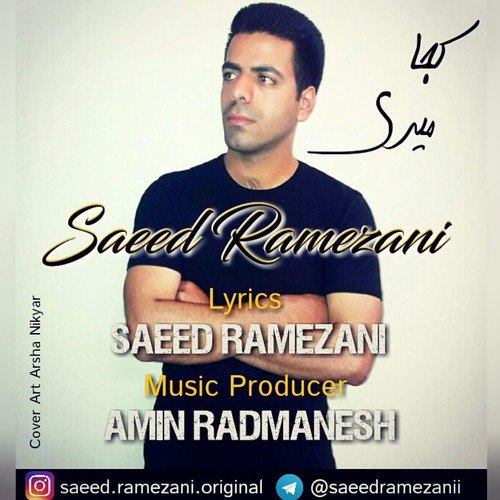 کجا
میری
Saeed Ramezani
Lyrics
SAEED RAMEZANI
Music Producer
AMIN RADMANESH
Cover Art Arsha Nikyar
saeed.ramezani.original @saeedramezanii